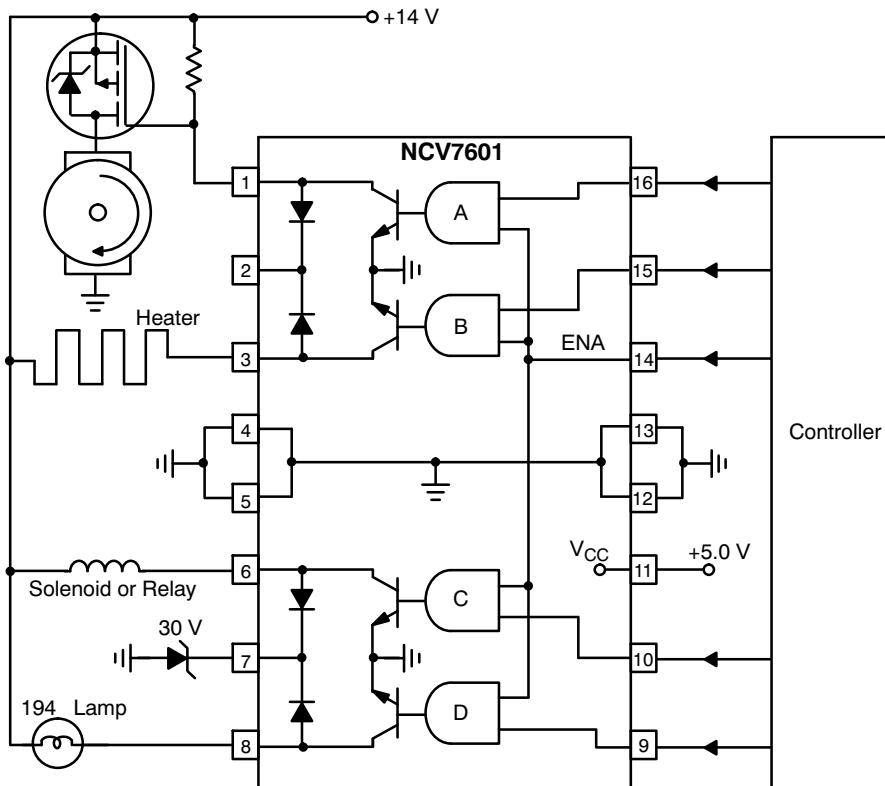 +14 V
NCV7601
1
A
16
2
15
Heater
B
ENA
3
14
4
13
Controller
5
12
VCC
+5.0 V
6
11
Solenoid or Relay
C
30 V
7
10
194 Lamp
D
8
9